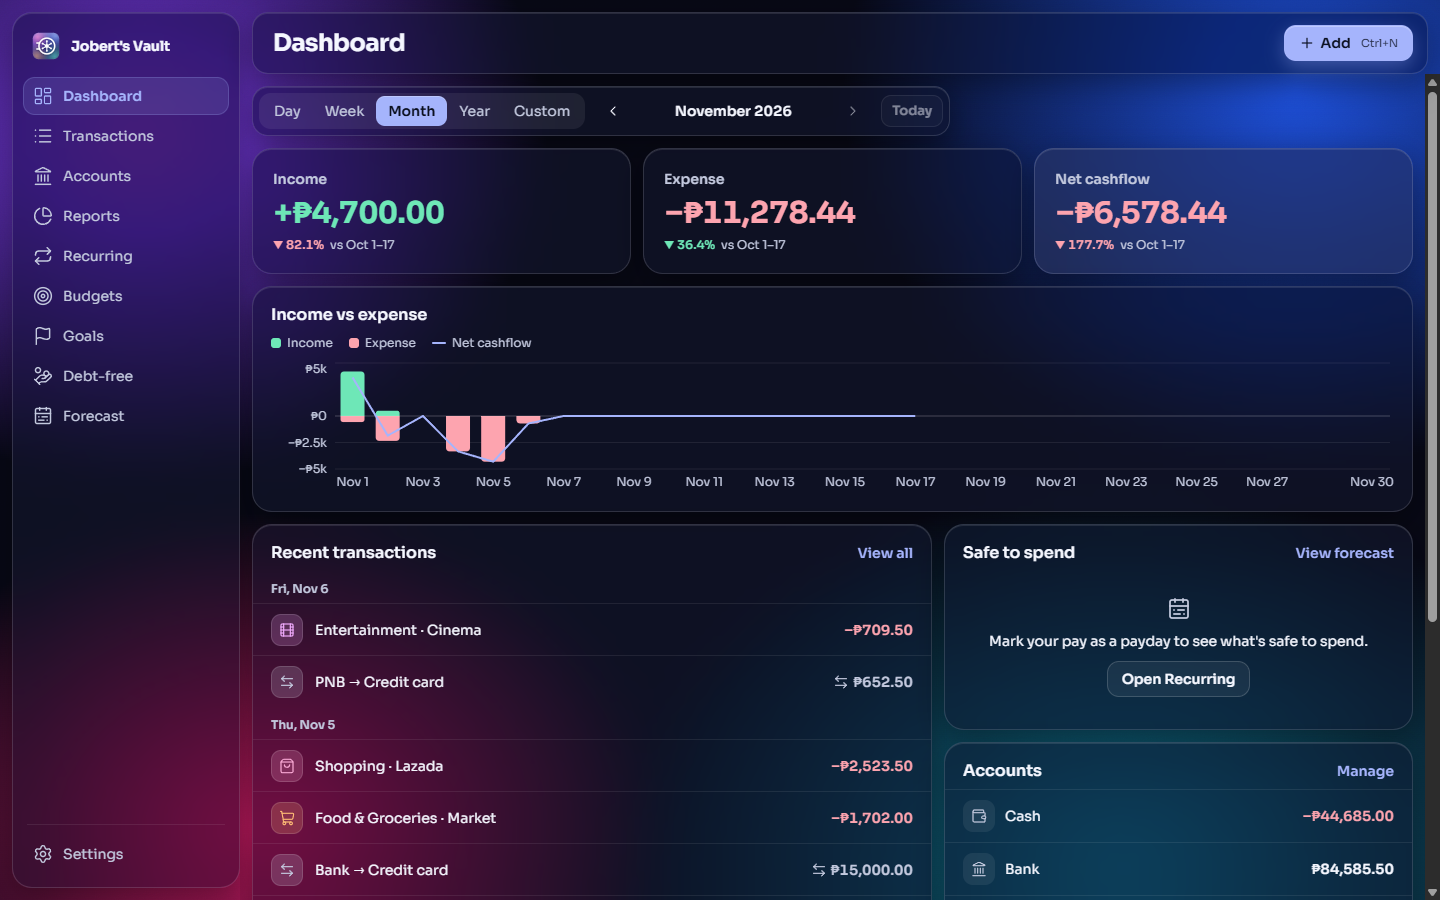 Jobert's Vault
Dashboard
Transactions
Accounts
Reports
Recurring
Budgets
Goals
Debt-free
Forecast
Settings
Dashboard
+ Add Ctrl+N
Day Week Month Year Custom
November 2026
Today
Income
+₱4,700.00
▼ 82.1% vs Oct 1–17
Expense
−₱11,278.44
▼ 36.4% vs Oct 1–17
Net cashflow
−₱6,578.44
▼ 177.7% vs Oct 1–17
Income vs expense
Income Expense Net cashflow
₱5k
₱0
−₱2.5k
−₱5k
Nov 1 Nov 3 Nov 5 Nov 7 Nov 9 Nov 11 Nov 13 Nov 15 Nov 17 Nov 19 Nov 21 Nov 23 Nov 25 Nov 27 Nov 30
Recent transactions View all
Fri, Nov 6
Entertainment · Cinema −₱709.50
PNB → Credit card ₱652.50
Thu, Nov 5
Shopping · Lazada −₱2,523.50
Food & Groceries · Market −₱1,702.00
Bank → Credit card ₱15,000.00
Safe to spend View forecast
Mark your pay as a payday to see what's safe to spend.
Open Recurring
Accounts Manage
Cash −₱44,685.00
Bank ₱84,585.50